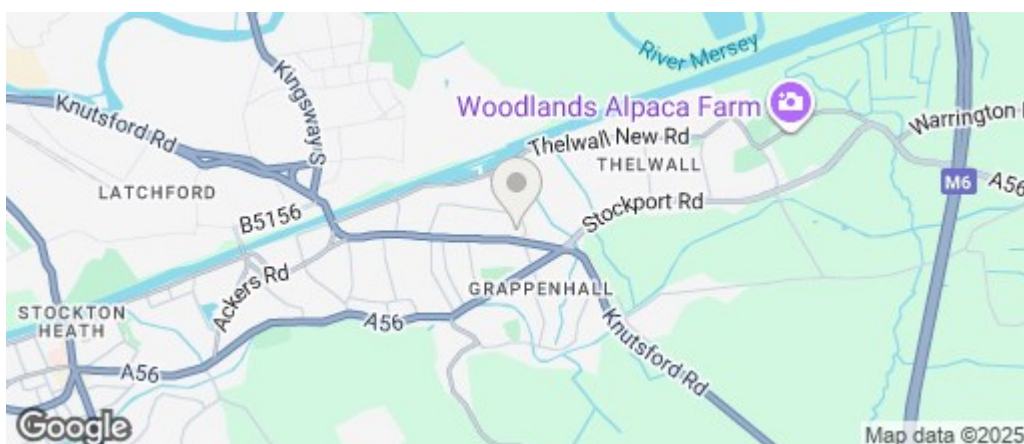 River Mersey
Kingsway S
Knutsford Rd
Woodlands Alpaca Farm
Warrington
Thelwall New Rd
THELWALL
M6
A56
LATCHFORD
B5156
Stockport Rd
GRAPPENHALL
Ackers Rd
STOCKTON
HEATH
A56
Knutsford Rd
A56
Google
Map data ©2025